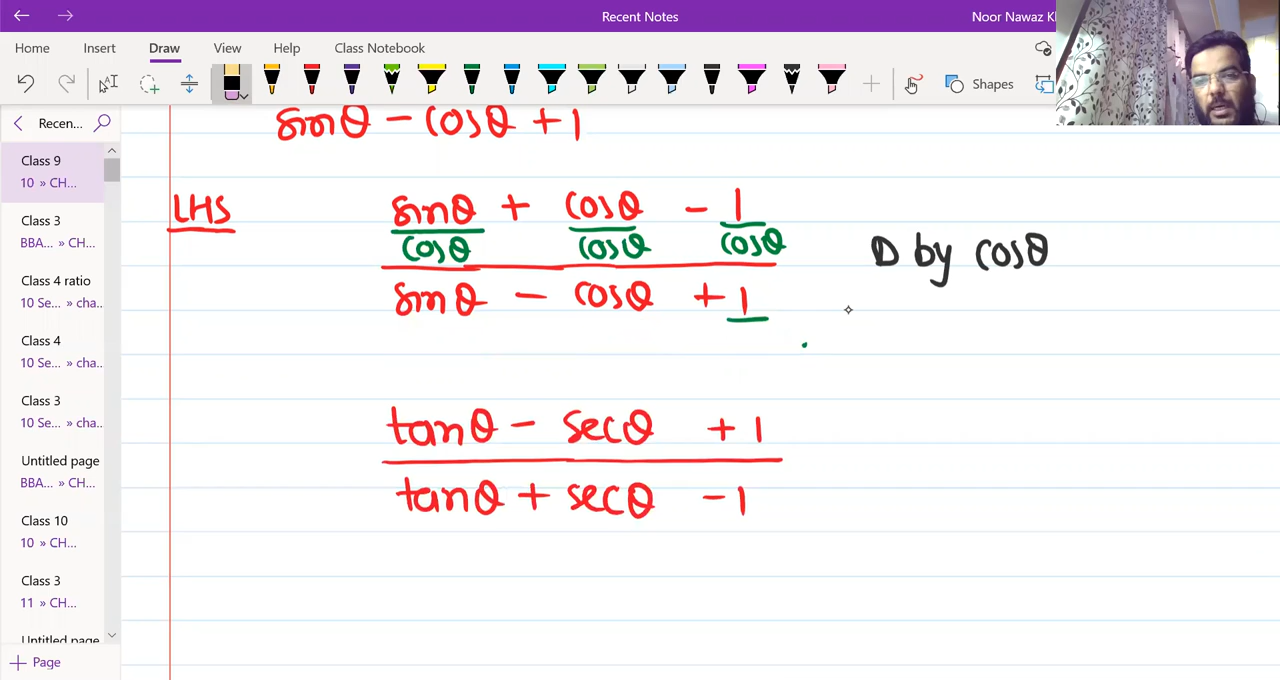 Recent Notes
Noor Nawaz Kh
Home Insert Draw View Help Class Notebook
Shapes
Recen...
Class 9
10 » CH...
Class 3
BBA... » CH...
Class 4 ratio
10 Se... » cha...
Class 4
10 Se... » cha...
Class 3
10 Se... » cha...
Untitled page
BBA... » CH...
Class 10
10 » CH...
Class 3
11 » CH...
Untitled page
+ Page
sinθ - cosθ + 1
LHS
sinθ + cosθ - 1
cosθ cosθ cosθ
D by cosθ
sinθ - cosθ + 1
tanθ - secθ + 1
tanθ + secθ - 1